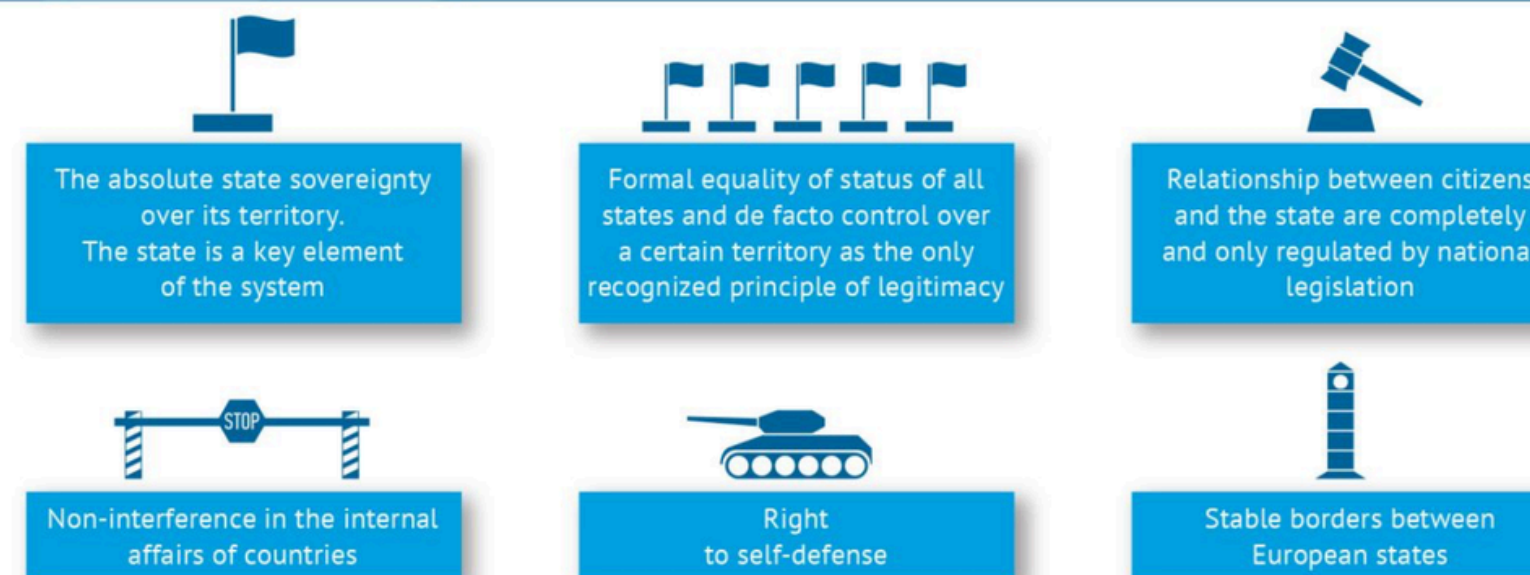 The absolute state sovereignty
over its territory.
The state is a key element
of the system
Formal equality of status of all
states and de facto control over
a certain territory as the only
recognized principle of legitimacy
Relationship between citizens
and the state are completely
and only regulated by national
legislation
STOP
Non-interference in the internal
affairs of countries
Right
to self-defense
Stable borders between
European states